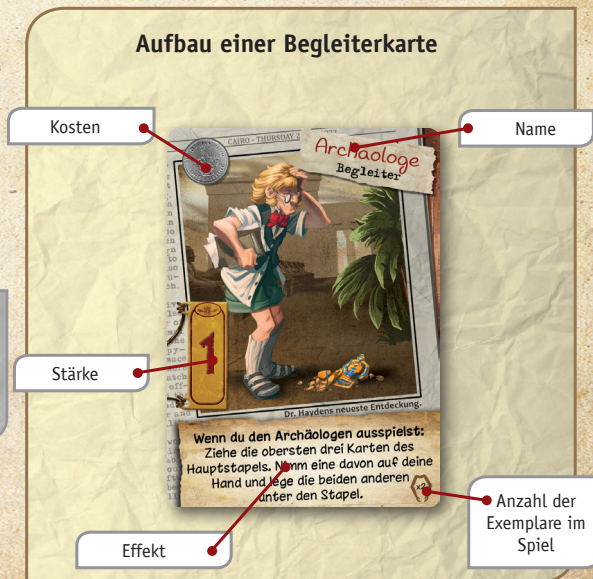 Aufbau einer Begleiterkarte
Kosten
Name
CAIRO - THURSDAY 2
Archäologe
Begleiter
Stärke
1
Dr. Haydens neueste Entdeckung.
Wenn du den Archäologen ausspielst:
Ziehe die obersten drei Karten des
Hauptstapels. Nimm eine davon auf deine
Hand und lege die beiden anderen
unter den Stapel.
x2
Effekt
Anzahl der
Exemplare im
Spiel